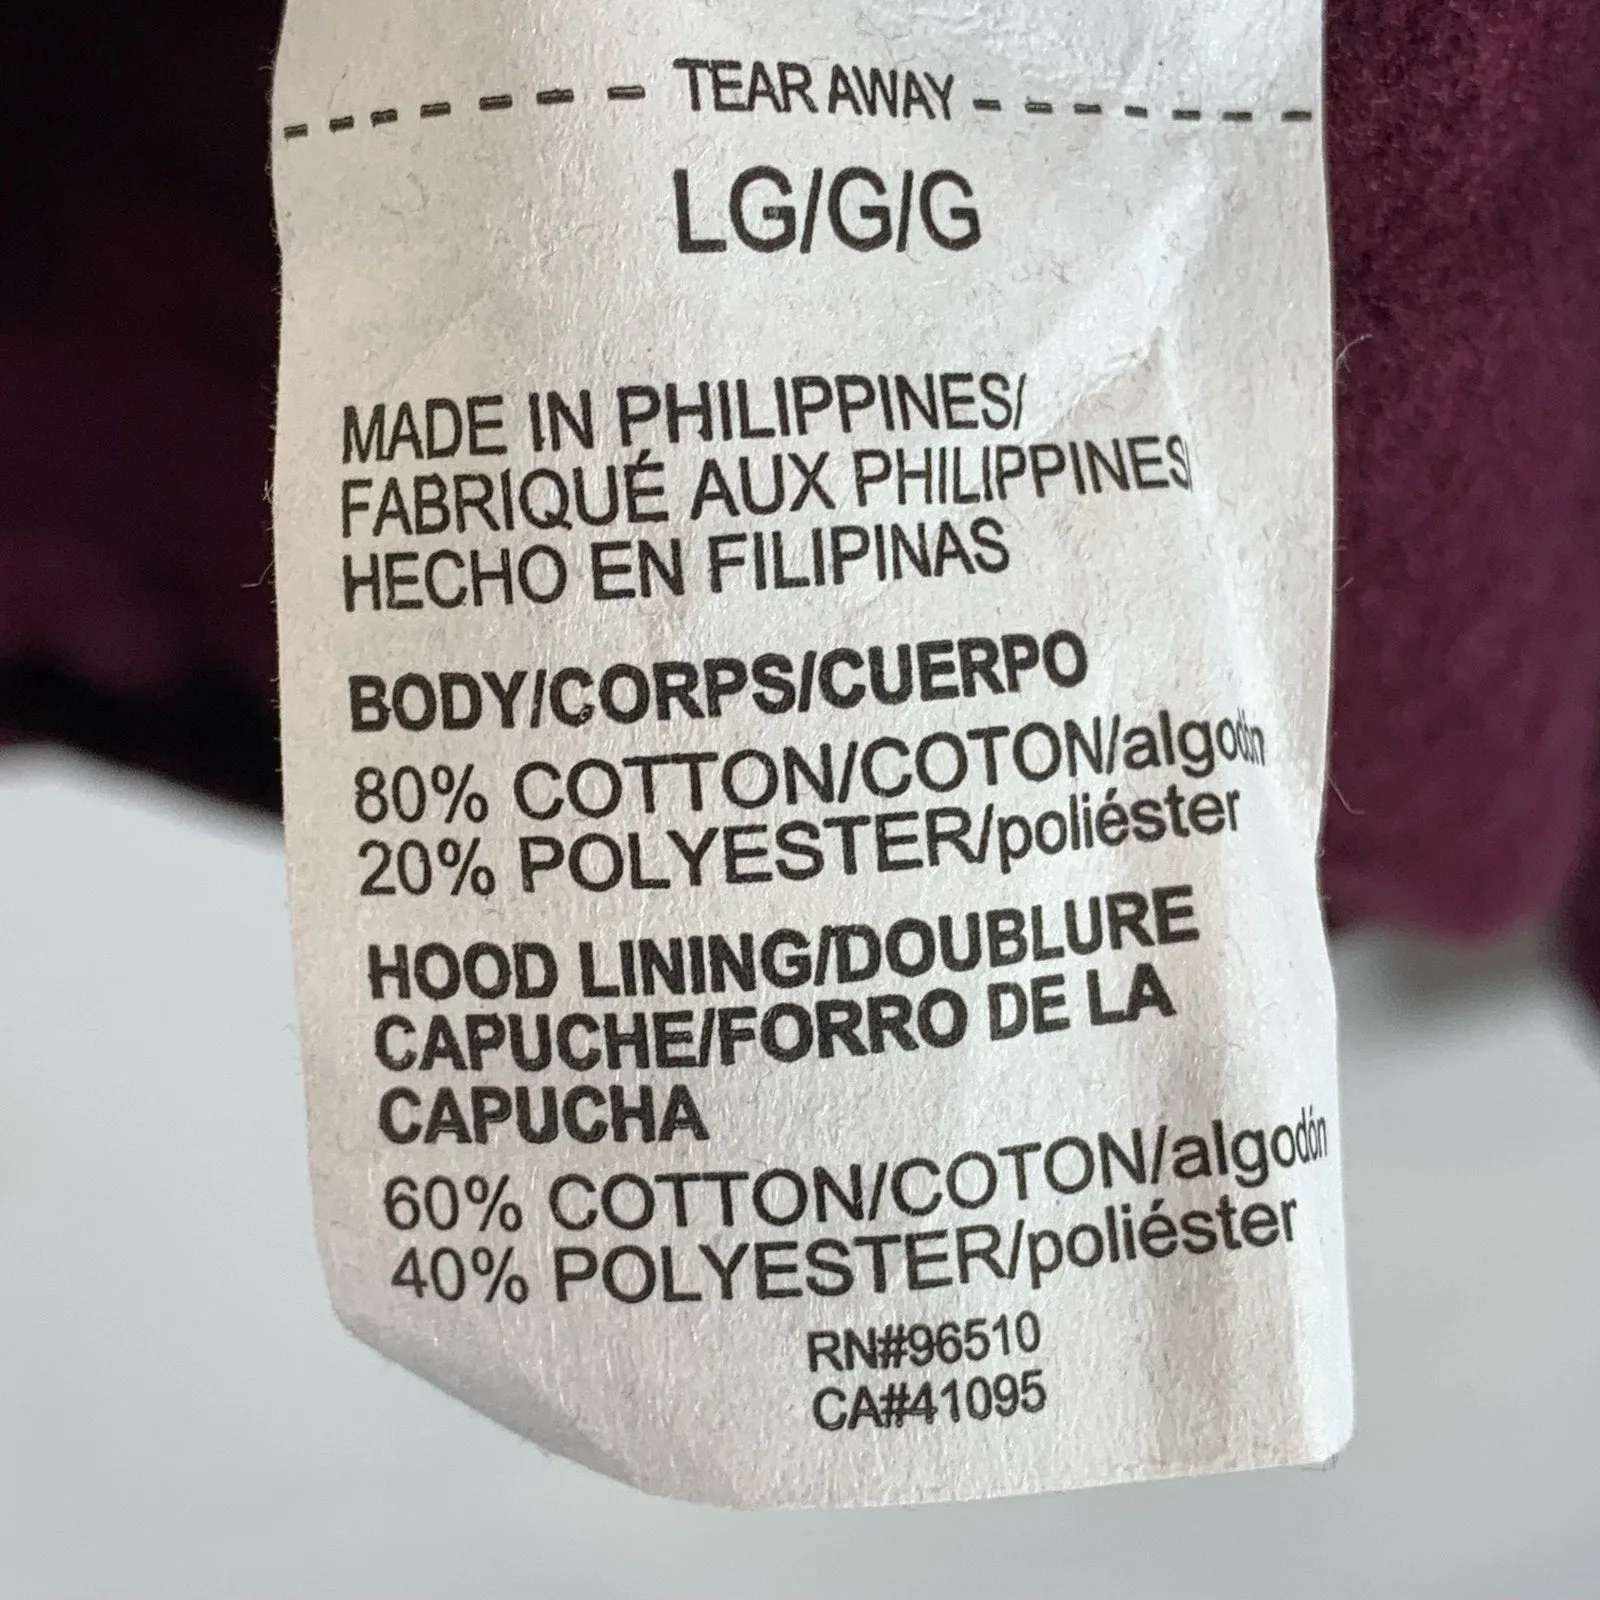 TEAR AWAY
LG/G/G
MADE IN PHILIPPINES/
FABRIQUÉ AUX PHILIPPINES/
HECHO EN FILIPINAS
BODY/CORPS/CUERPO
80% COTTON/COTON/algodón
20% POLYESTER/poliéster
HOOD LINING/DOUBLURE
CAPUCHE/FORRO DE LA
CAPUCHA
60% COTTON/COTON/algodón
40% POLYESTER/poliéster
RN#96510
CA#41095